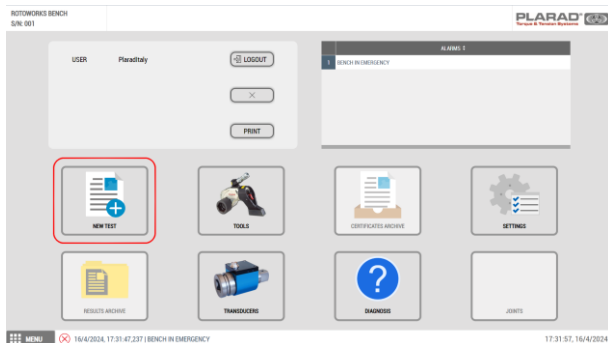 ROTOWORKS BENCH
S/N: 001
PLARAD
Torque & Tension Systems
USER PlaradItaly
LOGOUT
PRINT
ALARMS
1 BENCH IN EMERGENCY
NEW TEST
TOOLS
CERTIFICATES ARCHIVE
SETTINGS
RESULTS ARCHIVE
TRANSDUCERS
DIAGNOSIS
JOINTS
MENU
16/4/2024, 17:31:47,237 | BENCH IN EMERGENCY
17:31:57, 16/4/2024